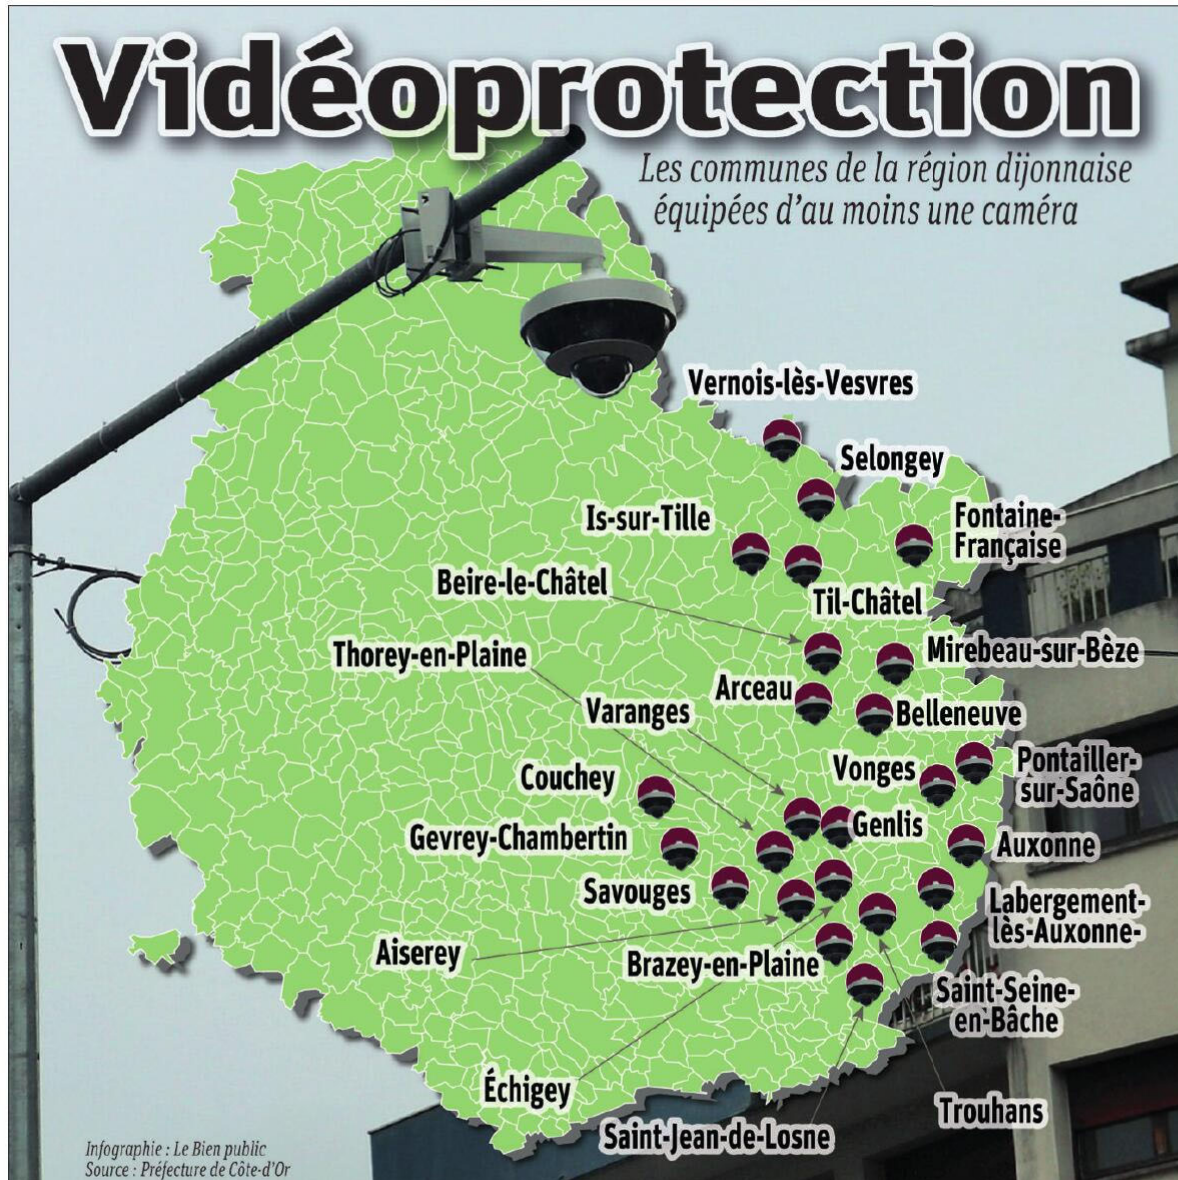 Vidéoprotection
Les communes de la région dijonnaise
équipées d'au moins une caméra
Vernois-lès-Vesvres
Selongey
Is-sur-Tille
Fontaine-
Française
Beire-le-Châtel
Til-Châtel
Thorey-en-Plaine
Mirebeau-sur-Bèze
Arceau
Varanges
Belleneuve
Couchey
Vonges
Pontailler-
sur-Saône
Gevrey-Chambertin
Genlis
Auxonne
Savouges
Labergement-
lès-Auxonne-
Aiserey
Brazey-en-Plaine
Saint-Seine-
en-Bâche
Échigey
Trouhans
Saint-Jean-de-Losne
Infographie : Le Bien public
Source : Préfecture de Côte-d'Or